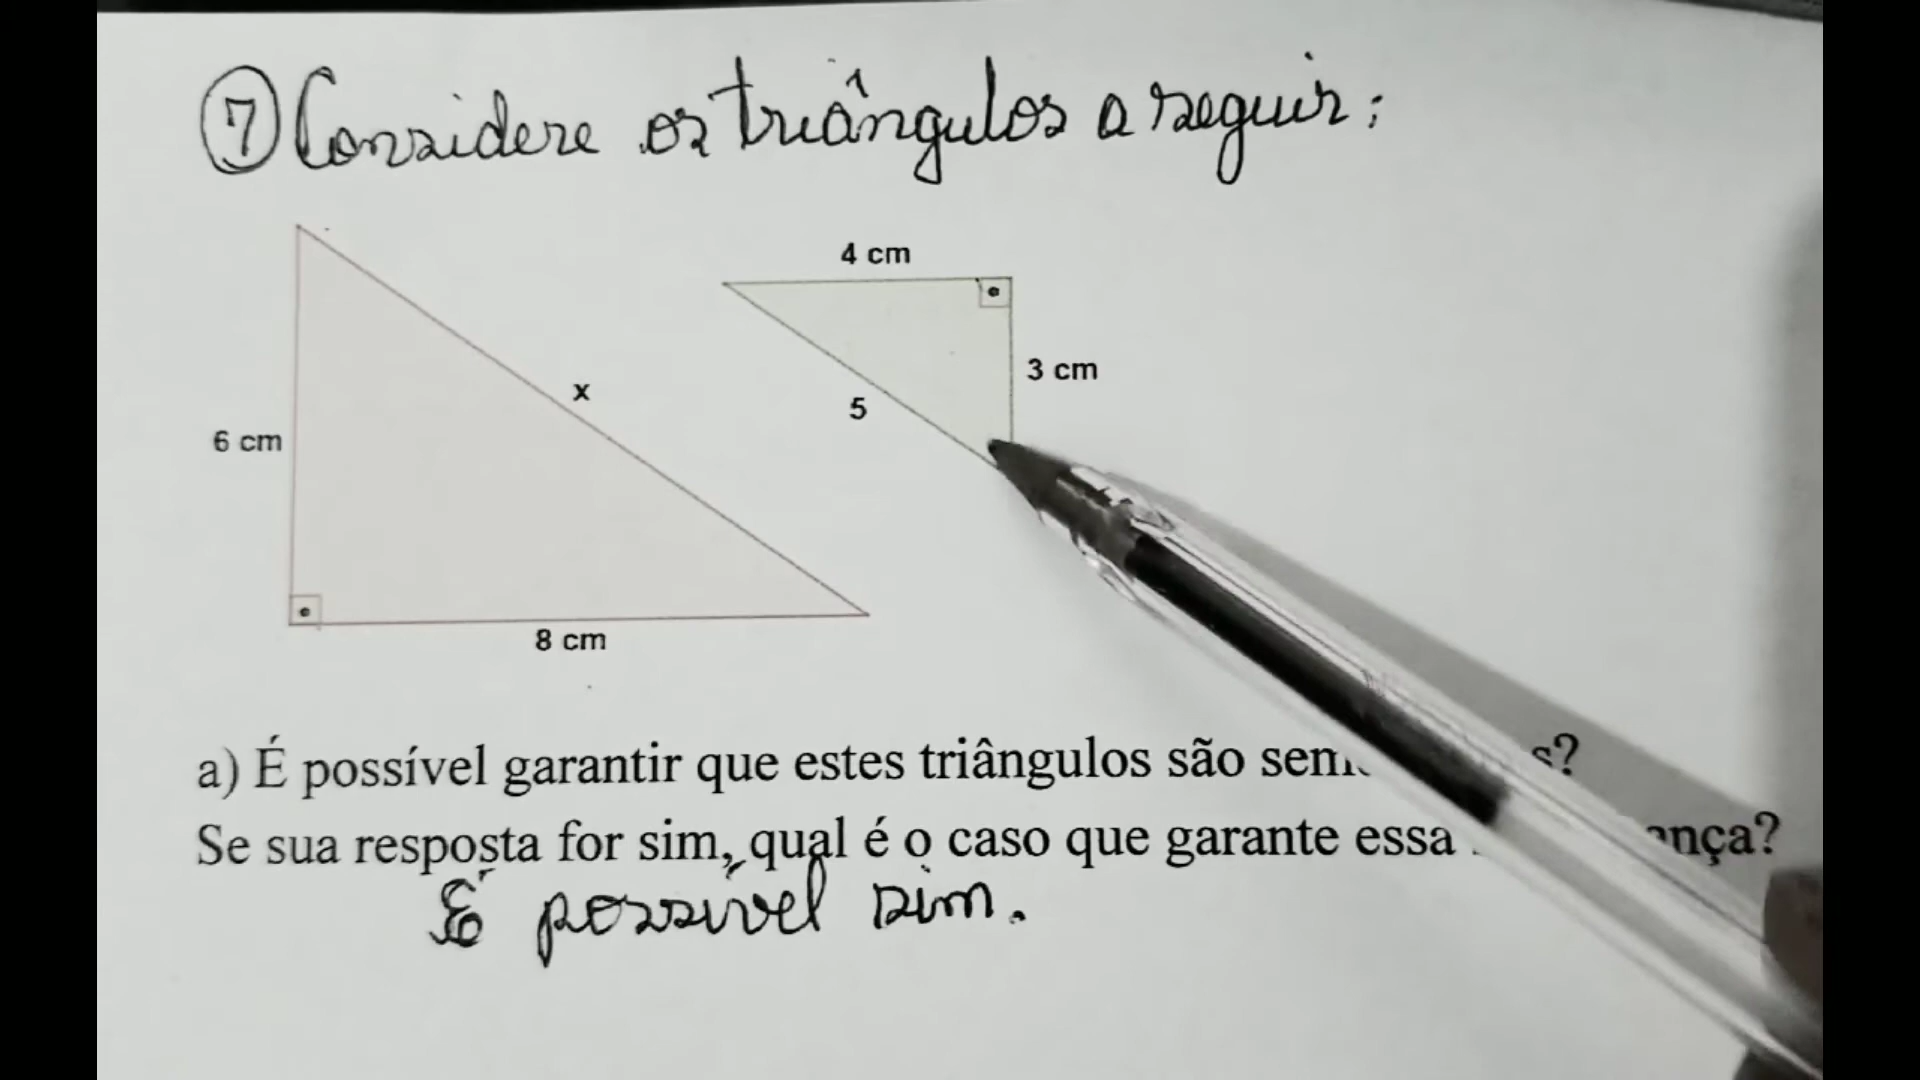 7 Considere os triângulos a seguir:
4 cm
3 cm
x
5
6 cm
8 cm
a) É possível garantir que estes triângulos são
Se sua resposta for sim, qual é o caso que garante essa
É possível sim.